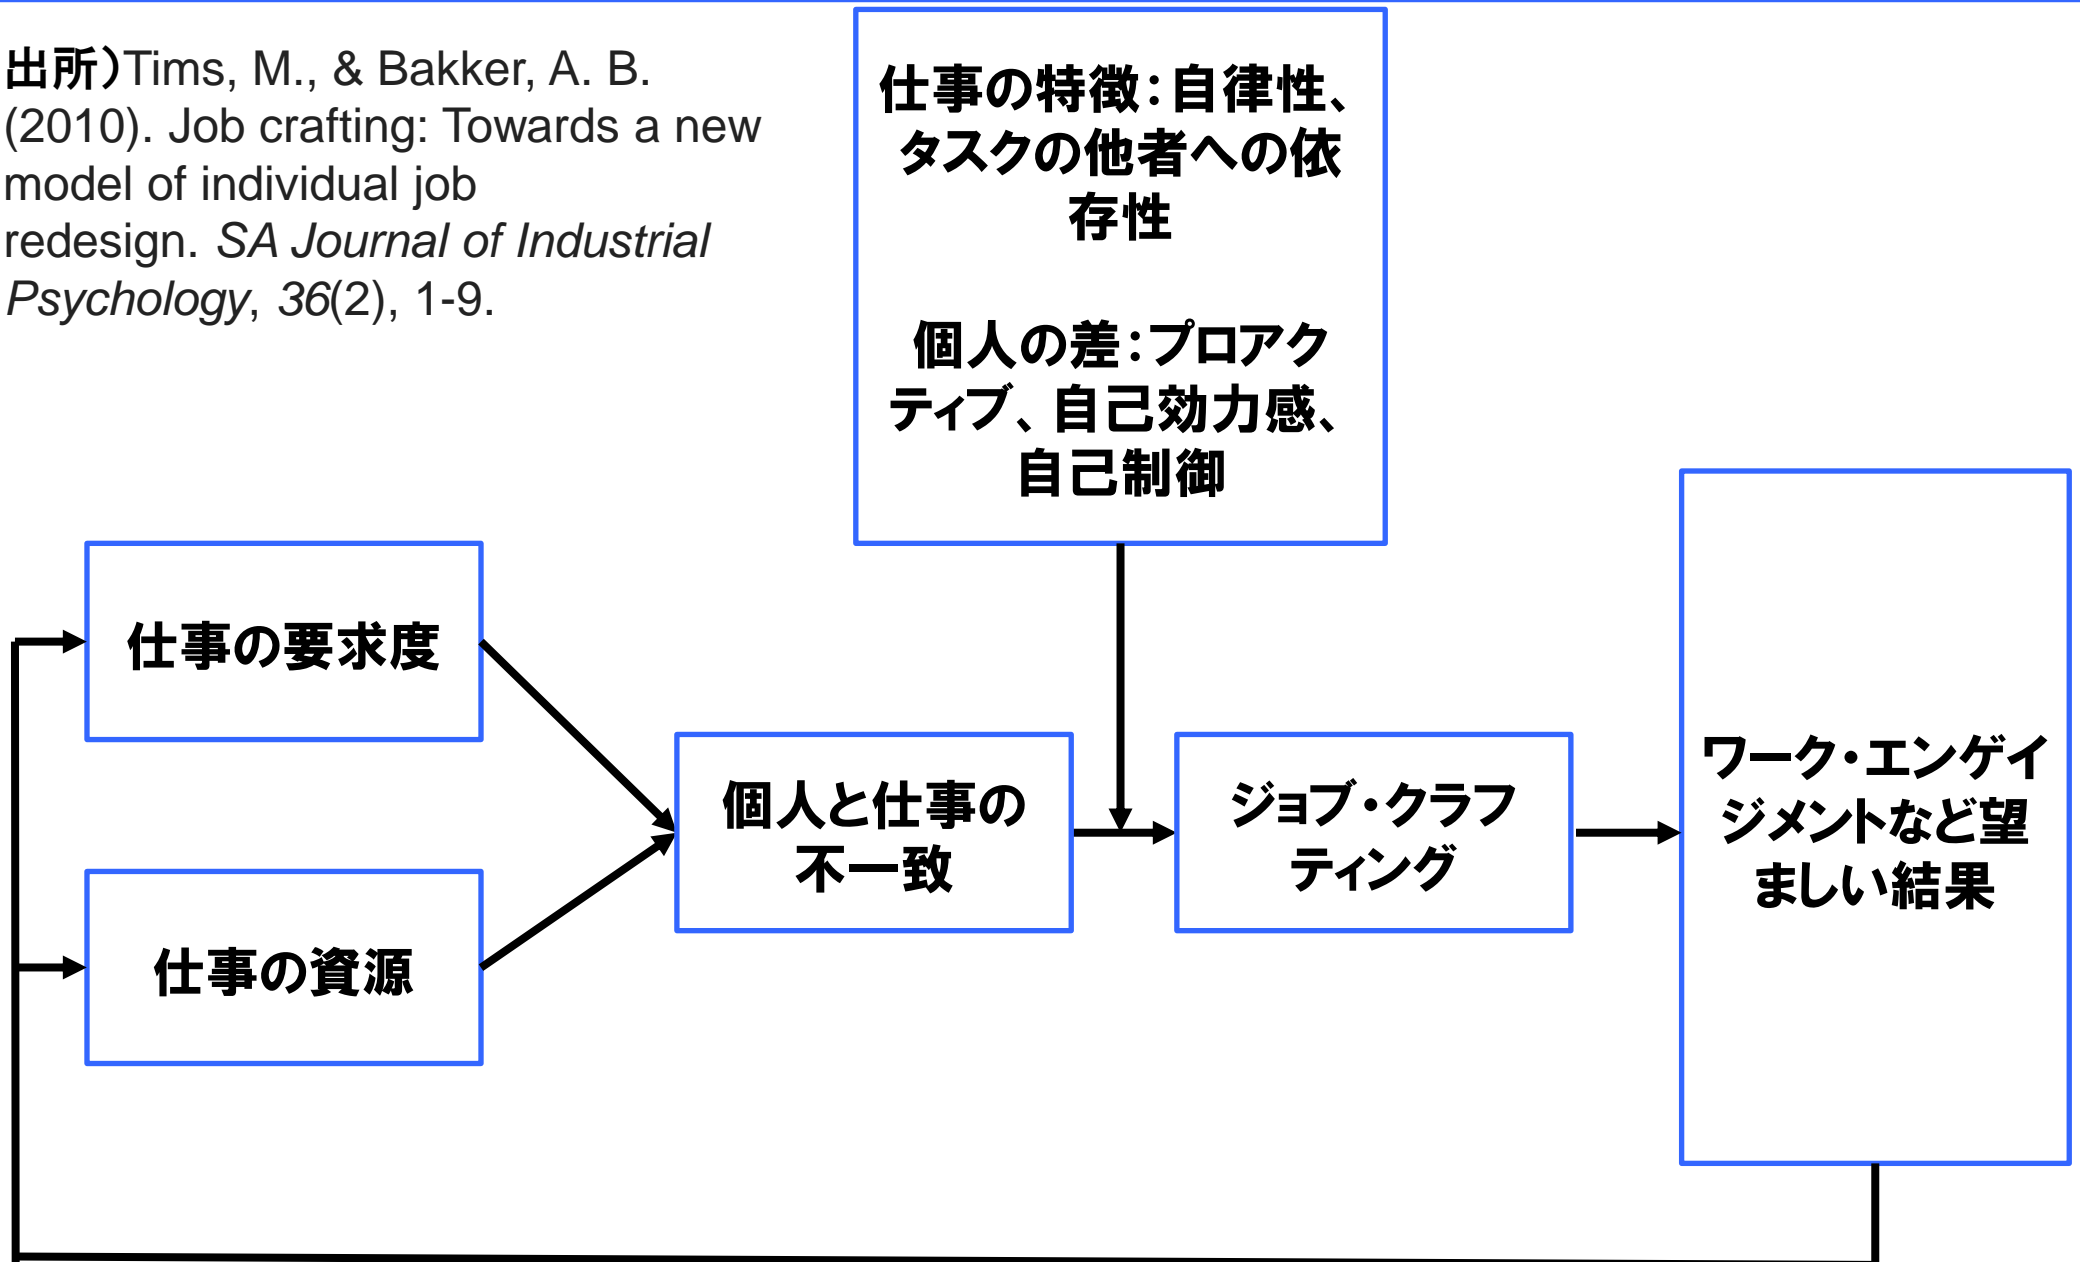 出所）Tims, M., & Bakker, A. B.
(2010). Job crafting: Towards a new
model of individual job
redesign. SA Journal of Industrial
Psychology, 36(2), 1-9.
仕事の特徴：自律性、
タスクの他者への依
存性
個人の差：プロアク
ティブ、自己効力感、
自己制御
仕事の要求度
仕事の資源
個人と仕事の
不一致
ジョブ・クラフ
ティング
ワーク・エンゲイ
ジメントなど望
ましい結果